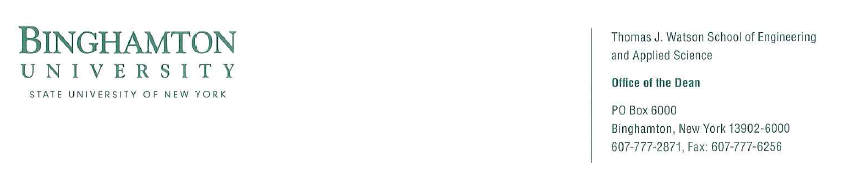 BINGHAMTON
UNIVERSITY
STATE UNIVERSITY OF NEW YORK
Thomas J. Watson School of Engineering
and Applied Science
Office of the Dean
PO Box 6000
Binghamton, New York 13902-6000
607-777-2871, Fax: 607-777-6256